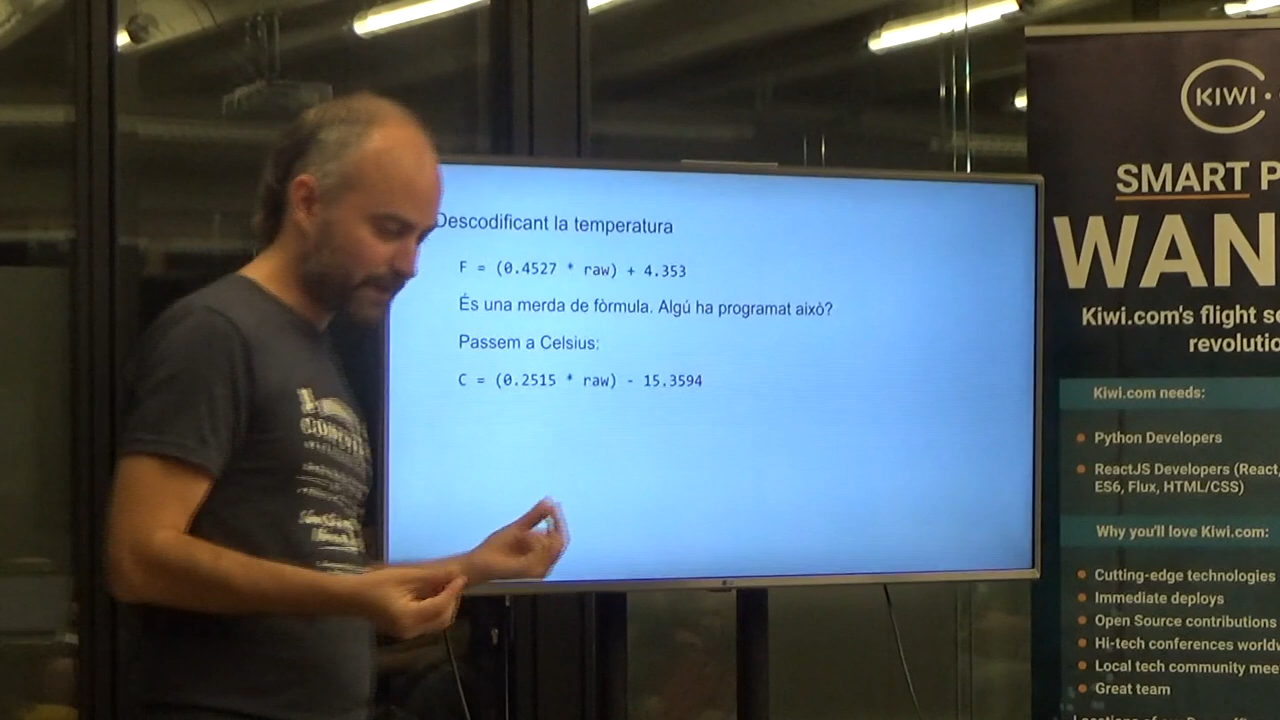 Descodificant la temperatura
F = (0.4527 * raw) + 4.353
És una merda de fòrmula. Algú ha programat això?
Passem a Celsius:
C = (0.2515 * raw) - 15.3594
LG
KIWI
SMART P
WAN
Kiwi.com's flight se
revolutio
Kiwi.com needs:
Python Developers
ReactJS Developers (React,
ES6, Flux, HTML/CSS)
Why you'll love Kiwi.com:
Cutting-edge technologies
Immediate deploys
Open Source contributions
Hi-tech conferences worldw
Local tech community mee
Great team